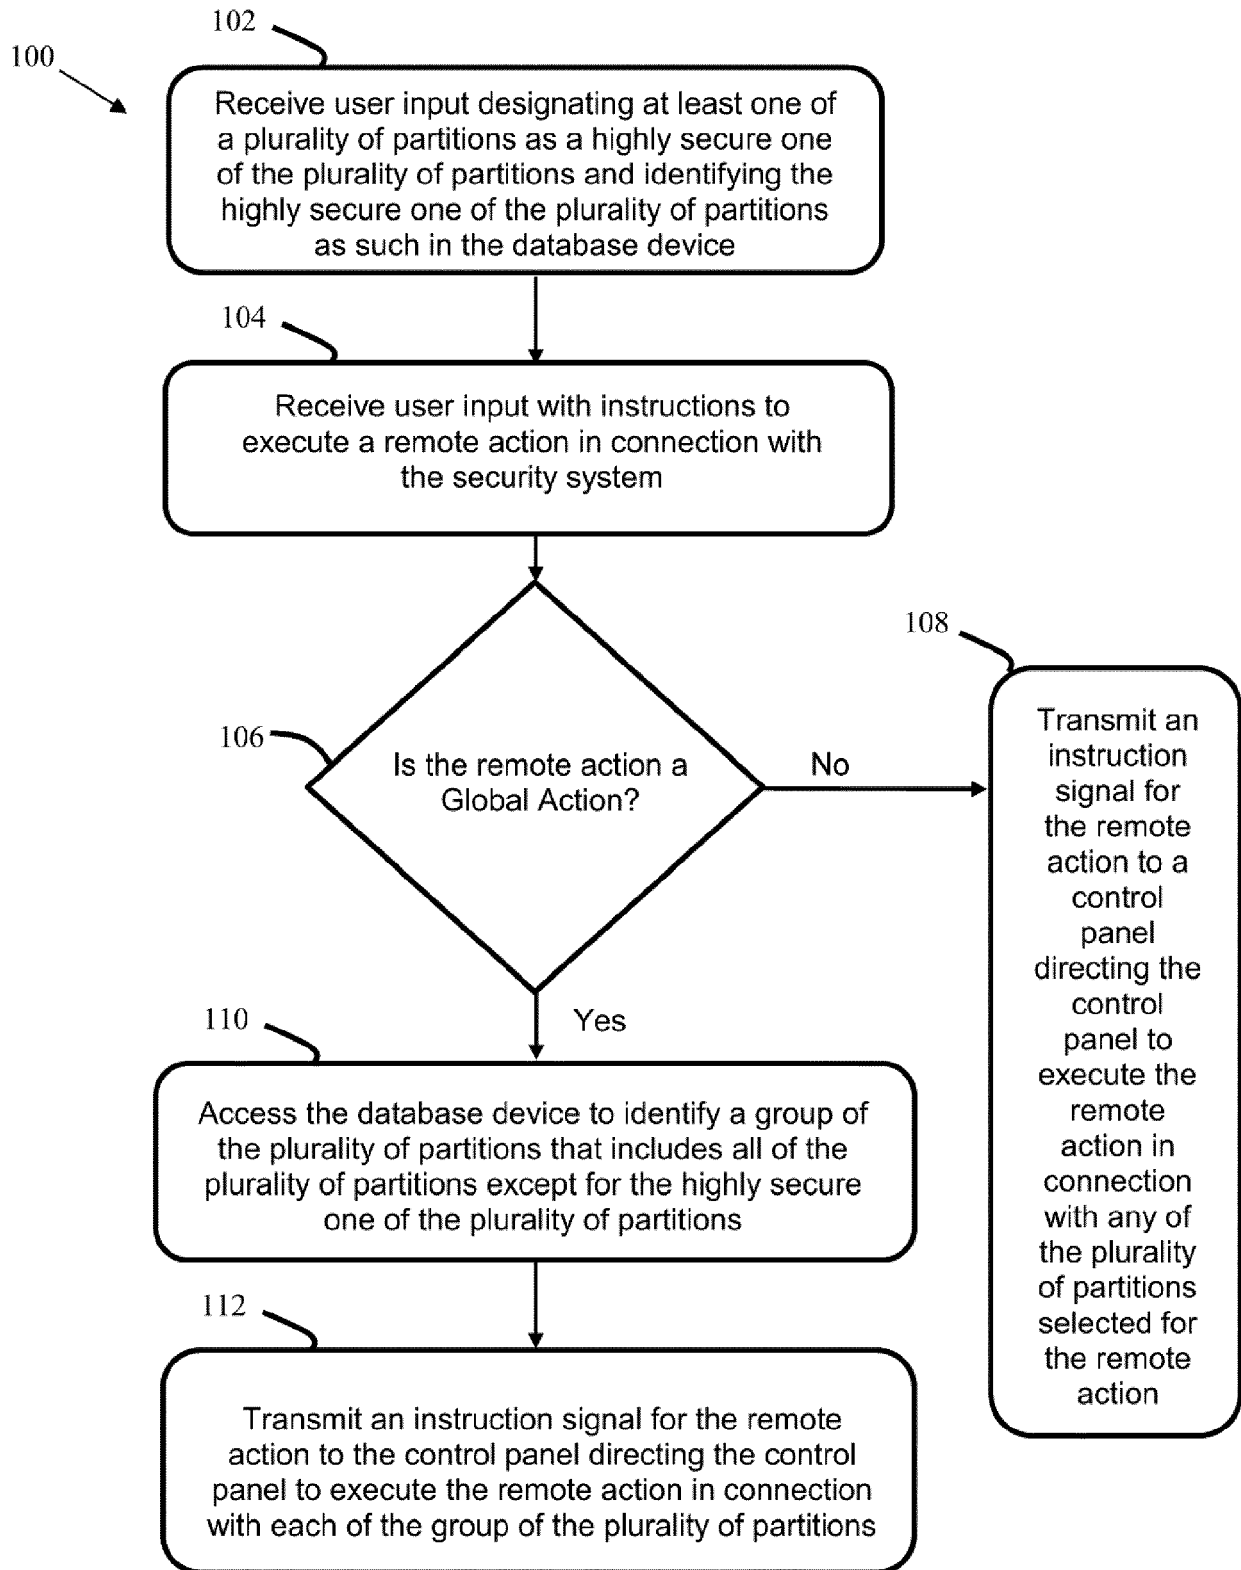 100
102
Receive user input designating at least one of
a plurality of partitions as a highly secure one
of the plurality of partitions and identifying the
highly secure one of the plurality of partitions
as such in the database device
104
Receive user input with instructions to
execute a remote action in connection with
the security system
106
Is the remote action a
Global Action?
No
108
Transmit an
instruction
signal for
the remote
action to a
control
panel
directing the
control
panel to
execute the
remote
action in
connection
with any of
the plurality
of partitions
selected for
the remote
action
Yes
110
Access the database device to identify a group of
the plurality of partitions that includes all of the
plurality of partitions except for the highly secure
one of the plurality of partitions
112
Transmit an instruction signal for the remote
action to the control panel directing the control
panel to execute the remote action in connection
with each of the group of the plurality of partitions